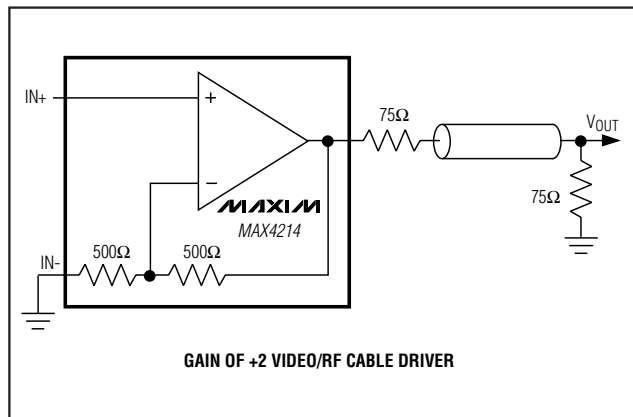 IN+
+
75Ω
VOUT
−
MAXIM
MAX4214
75Ω
500Ω 500Ω
IN-
GAIN OF +2 VIDEO/RF CABLE DRIVER